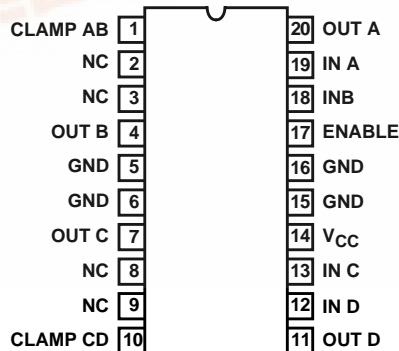 CLAMP AB 1 20 OUT A
NC 2 19 IN A
NC 3 18 INB
OUT B 4 17 ENABLE
GND 5 16 GND
GND 6 15 GND
OUT C 7 14 VCC
NC 8 13 IN C
NC 9 12 IN D
CLAMP CD 10 11 OUT D